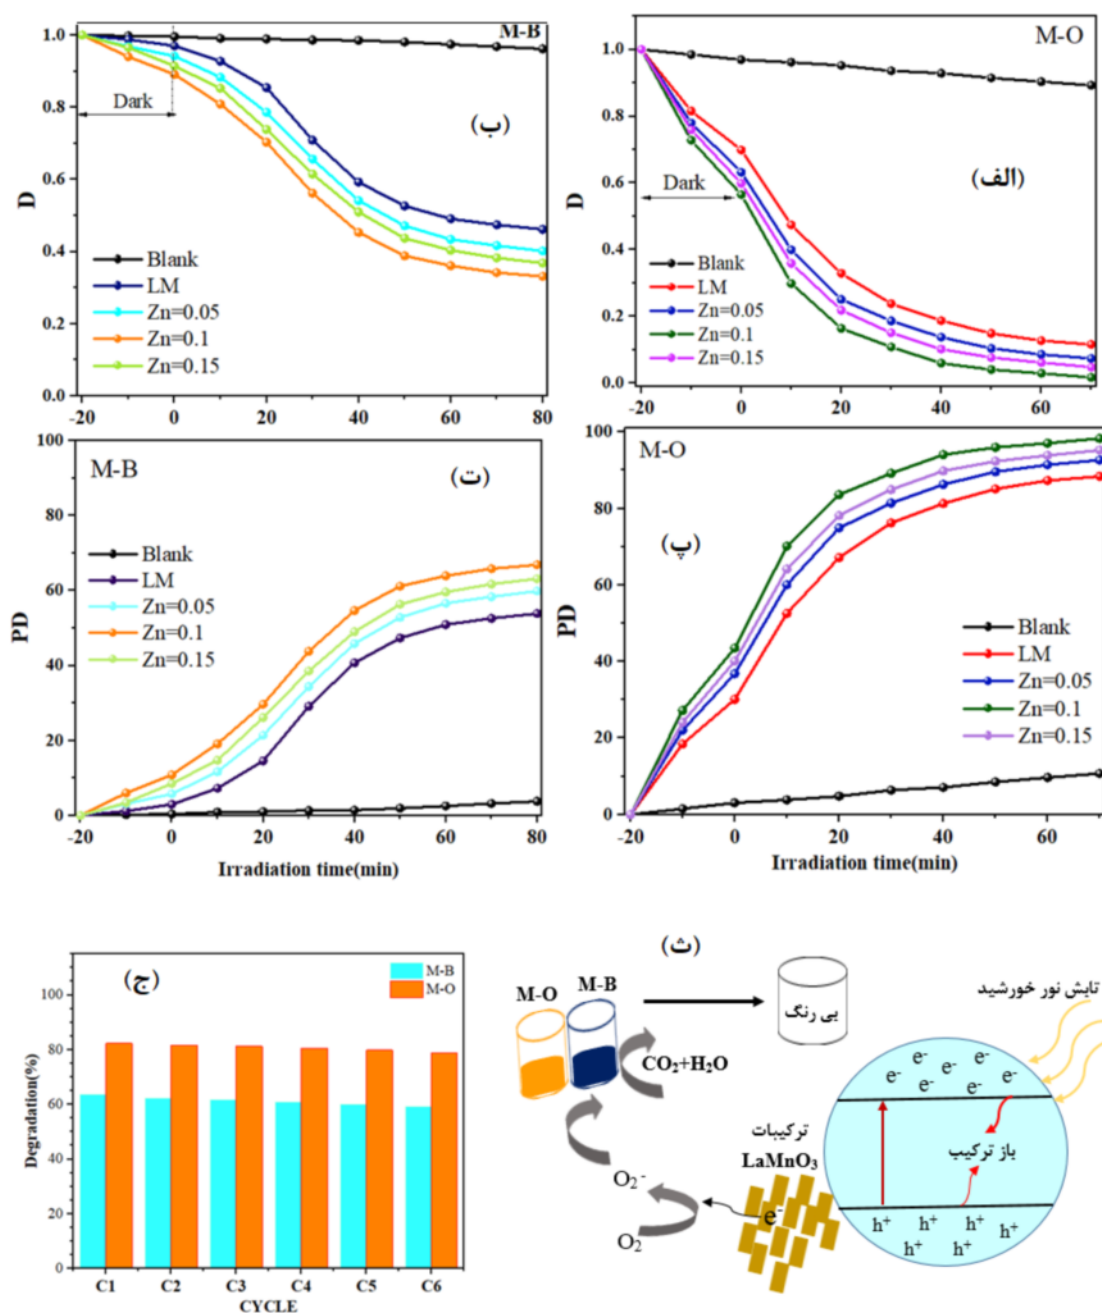 M-B
(ب)
Dark
D
1.0
0.8
0.6
0.4
0.2
0.0
Blank
LM
Zn=0.05
Zn=0.1
Zn=0.15
-20 0 20 40 60 80
M-O
(الف)
Dark
D
1.0
0.8
0.6
0.4
0.2
0.0
Blank
LM
Zn=0.05
Zn=0.1
Zn=0.15
-20 0 20 40 60
M-B
(ت)
PD
100
80
60
40
20
0
Blank
LM
Zn=0.05
Zn=0.1
Zn=0.15
-20 0 20 40 60 80
Irradiation time(min)
M-O
(پ)
PD
100
80
60
40
20
0
Blank
LM
Zn=0.05
Zn=0.1
Zn=0.15
-20 0 20 40 60
Irradiation time(min)
(ج)
M-B
M-O
Degradation(%)
100
80
60
40
20
0
C1 C2 C3 C4 C5 C6
CYCLE
(ث)
M-O
M-B
بی رنگ
تابش نور خورشید
CO₂+H₂O
e⁻ e⁻ e⁻
e⁻ e⁻ e⁻ e⁻
باز ترکیب
ترکیبات
LaMnO₃
O₂⁻
e⁻
O₂
h⁺ h⁺ h⁺ h⁺
h⁺ h⁺